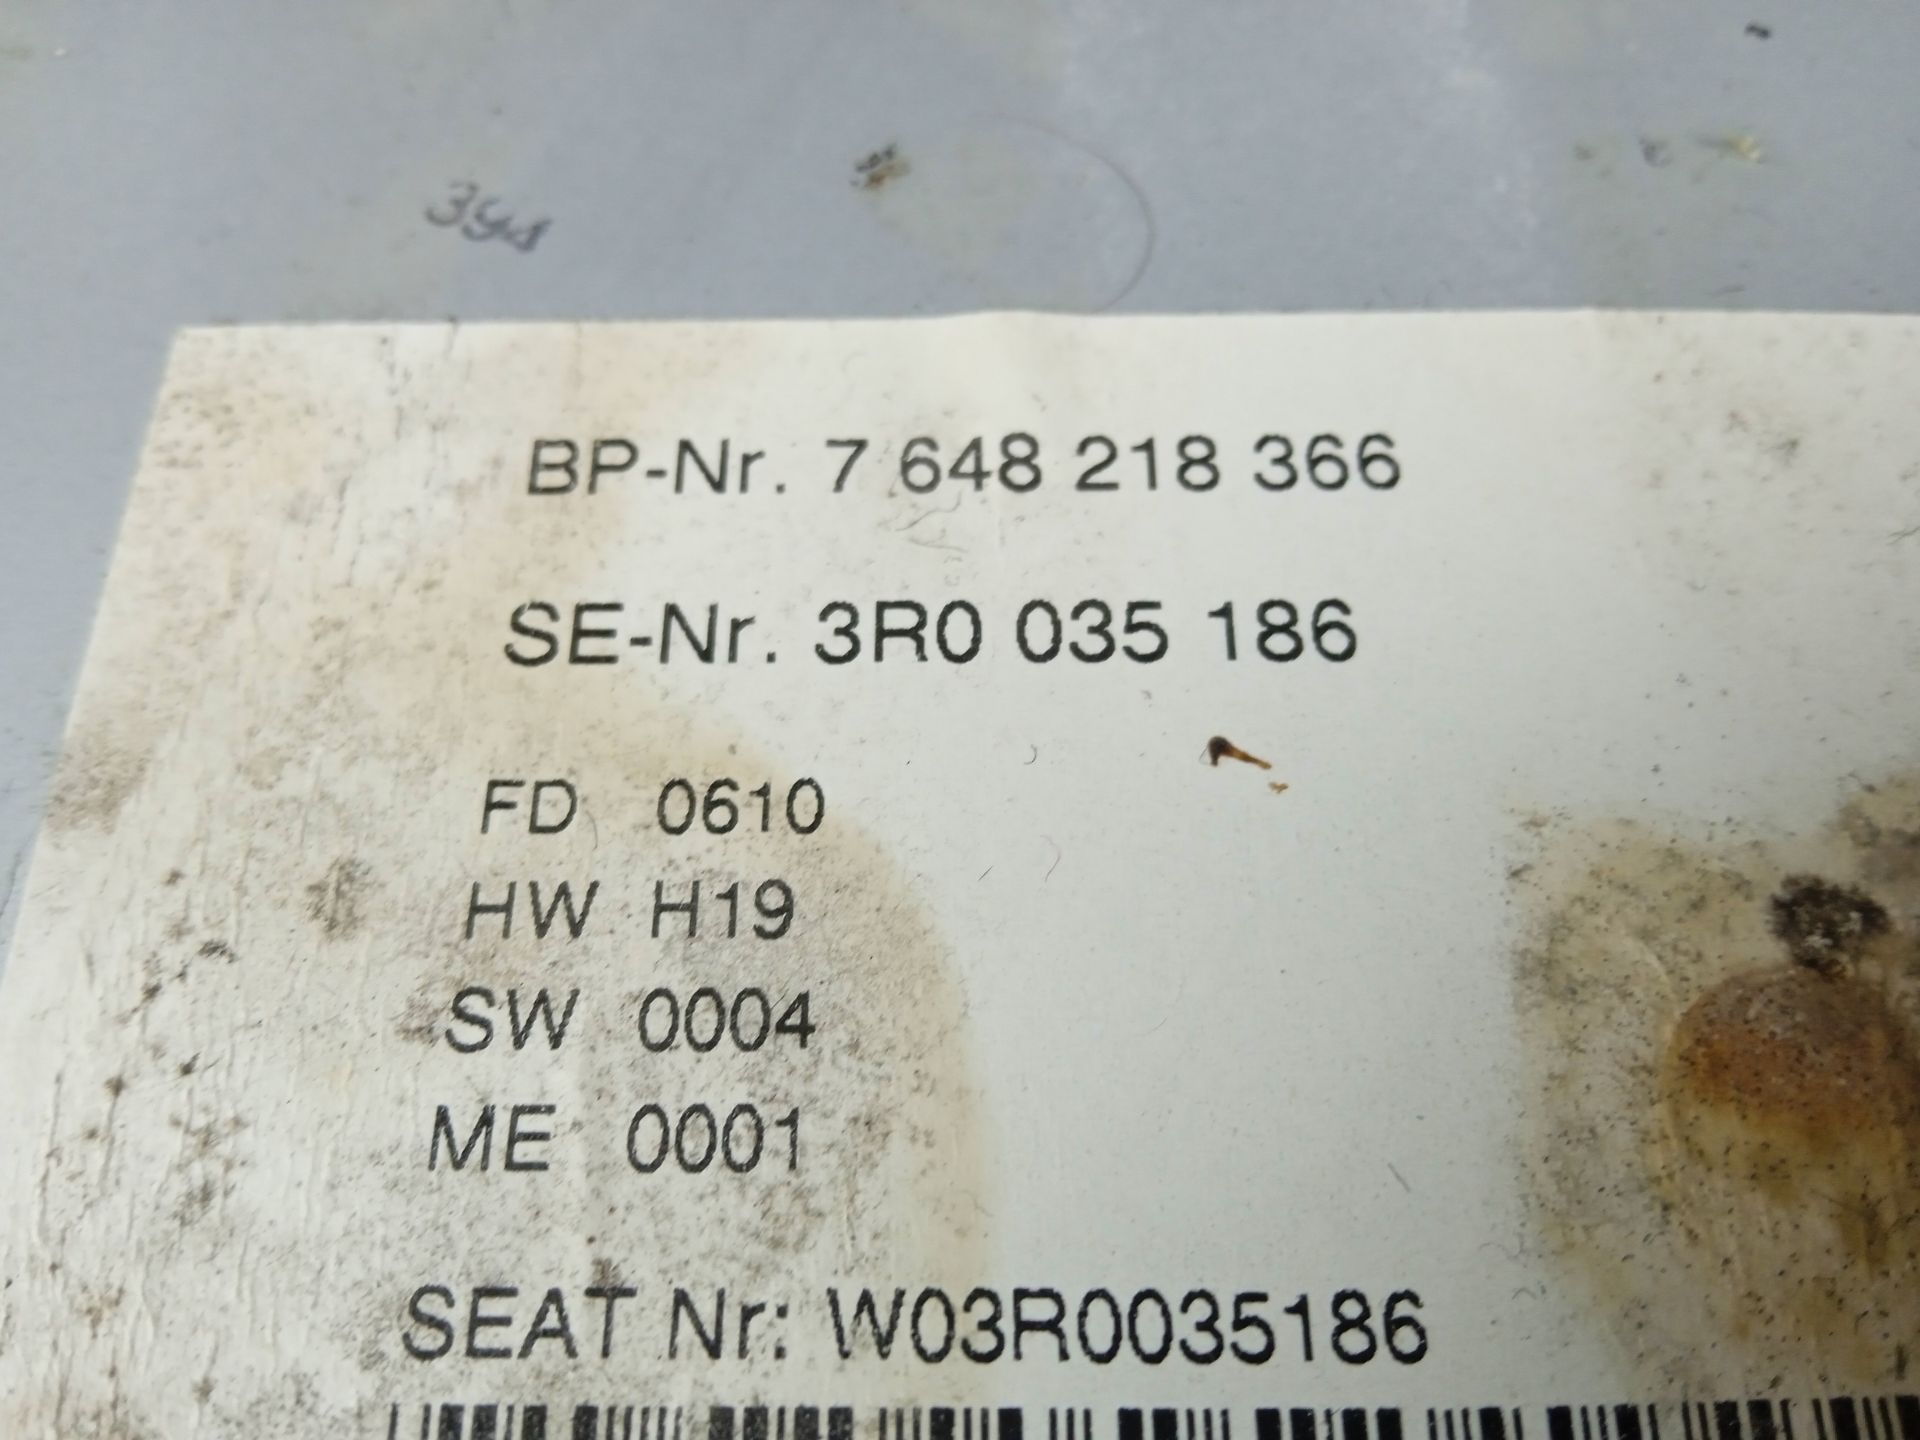 BP-Nr. 7 648 218 366
SE-Nr. 3R0 035 186
FD 0610
HW H19
SW 0004
ME 0001
SEAT Nr: W03R0035186